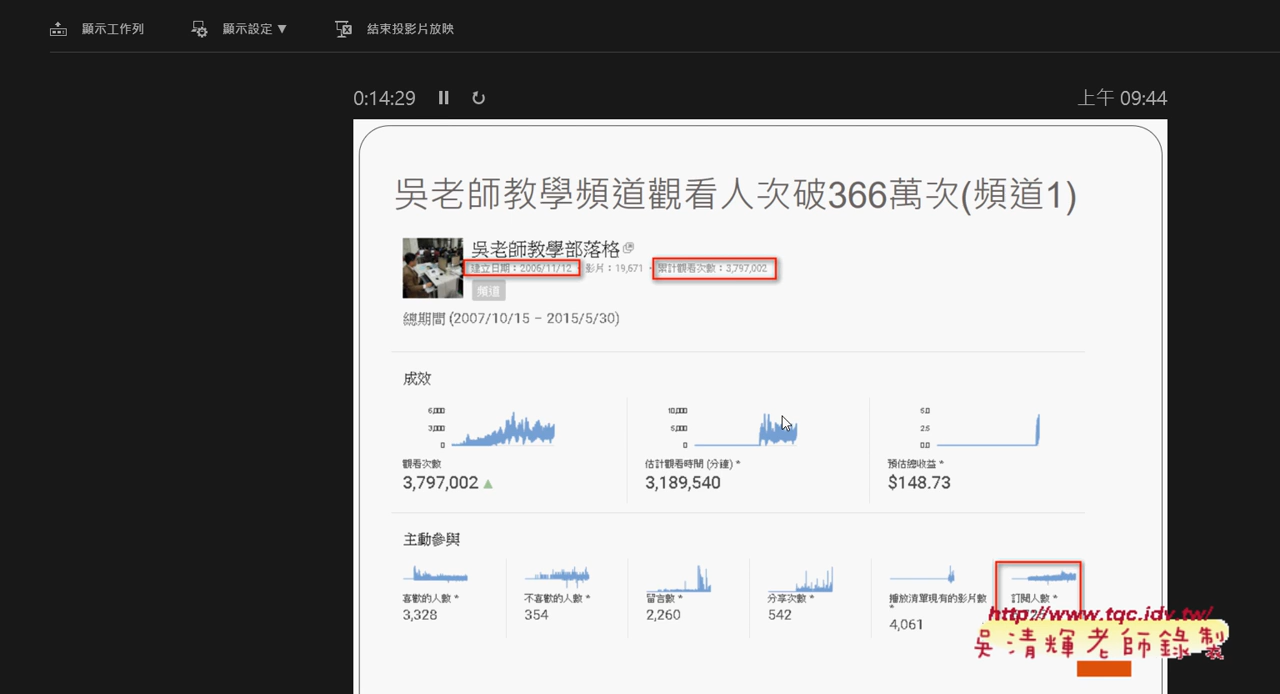 顯示工作列 顯示設定▼ 結束投影片放映
0:14:29 上午 09:44
吳老師教學頻道觀看人次破366萬次(頻道1)
吳老師教學部落格
建立日期：2006/11/12 • 影片：19,671 • 累計觀看次數：3,797,002
頻道
總期間 (2007/10/15 – 2015/5/30)
成效
6,000 10,000 5.0
3,000 5,000 2.5
0 0 0.0
觀看次數 估計觀看時間 (分鐘) * 預估總收益 *
3,797,002 3,189,540 $148.73
主動參與
喜歡的人數 * 不喜歡的人數 * 留言數 * 分享次數 * 播放清單現有的影片數 * 訂閱人數 *
3,328 354 2,260 542 4,061
http://www.tqc.idv.tw/
吳清輝老師錄製